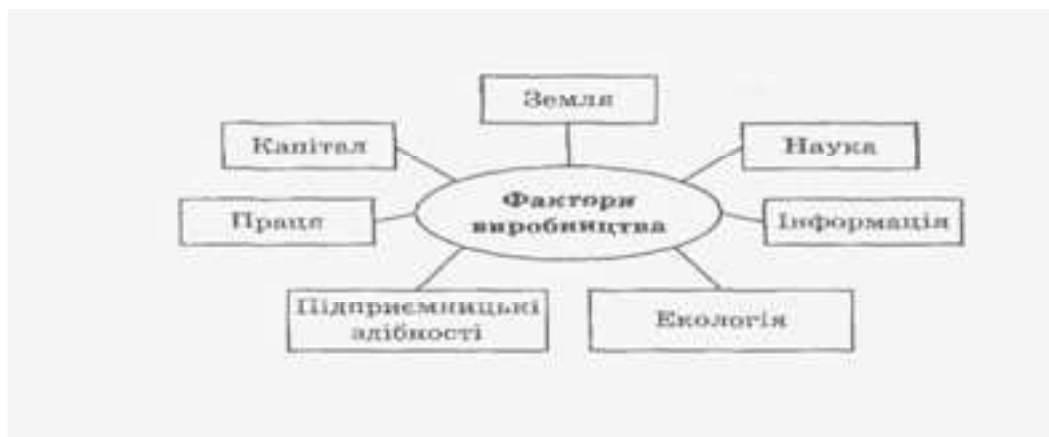 Земля
Капітал
Наука
Фактори
виробництва
Праця
Інформація
Підприємницькі
здібності
Екологія